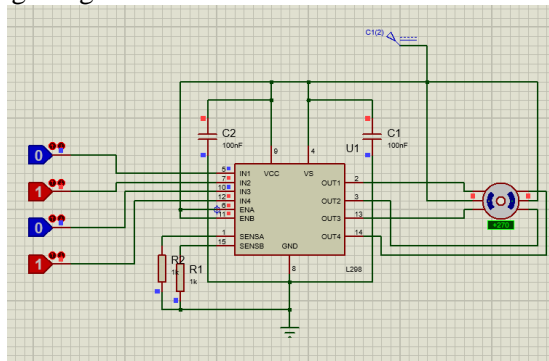 C1(2)
C2
100nF
C1
100nF
U1
0
1
0
1
5
7
10
12
6
11
1
15
9
4
IN1
IN2
IN3
IN4
ENA
ENB
SENSA
SENSB
VCC
VS
OUT1
OUT2
OUT3
OUT4
GND
2
3
13
14
8
L298
R2
1k
R1
1k
+270